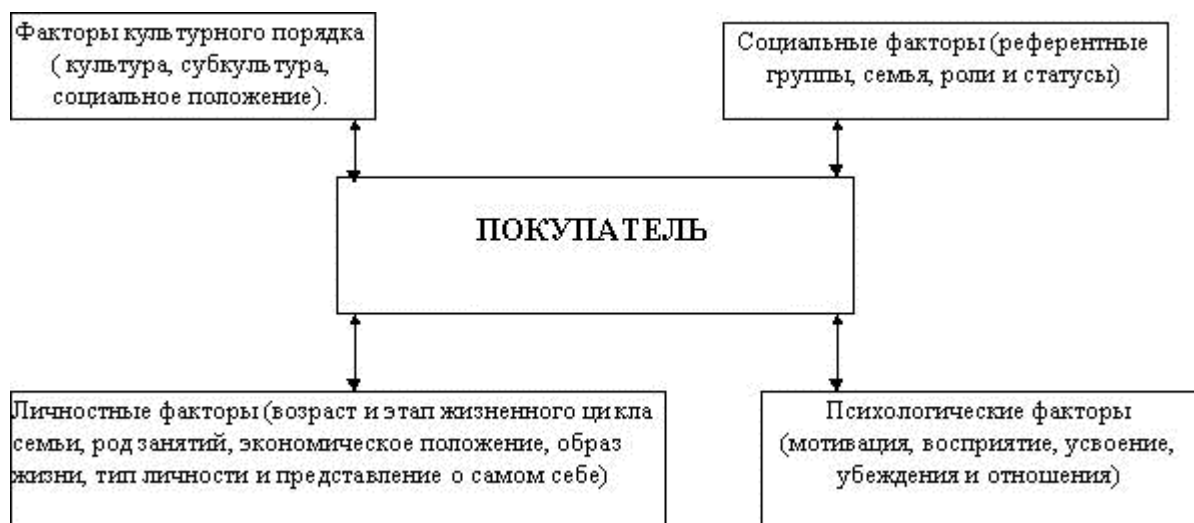 Факторы культурного порядка
( культура, субкультура,
социальное положение).
Социальные факторы (референтные
группы, семья, роли и статусы)
ПОКУПАТЕЛЬ
Личностные факторы (возраст и этап жизненного цикла
семьи, род занятий, экономическое положение, образ
жизни, тип личности и представление о самом себе)
Психологические факторы
(мотивация, восприятие, усвоение,
убеждения и отношения)